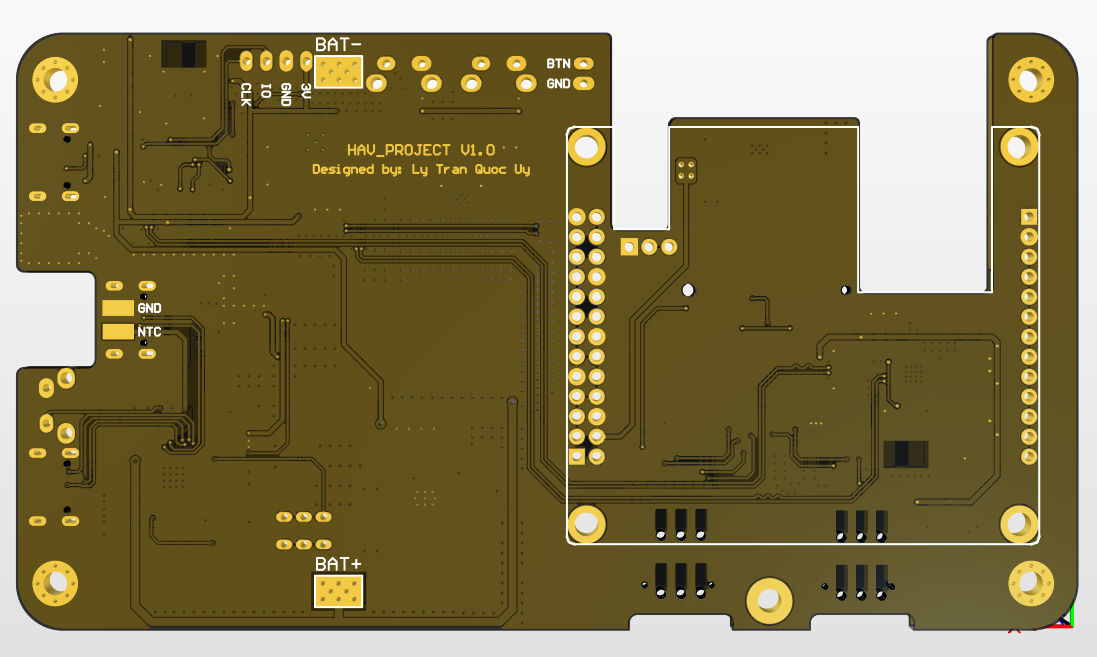 BAT-
BTN
GND
CLK
IO
GND
3V
HAV_PROJECT V1.0
Designed by: Ly Tran Quoc Uy
GND
NTC
BAT+